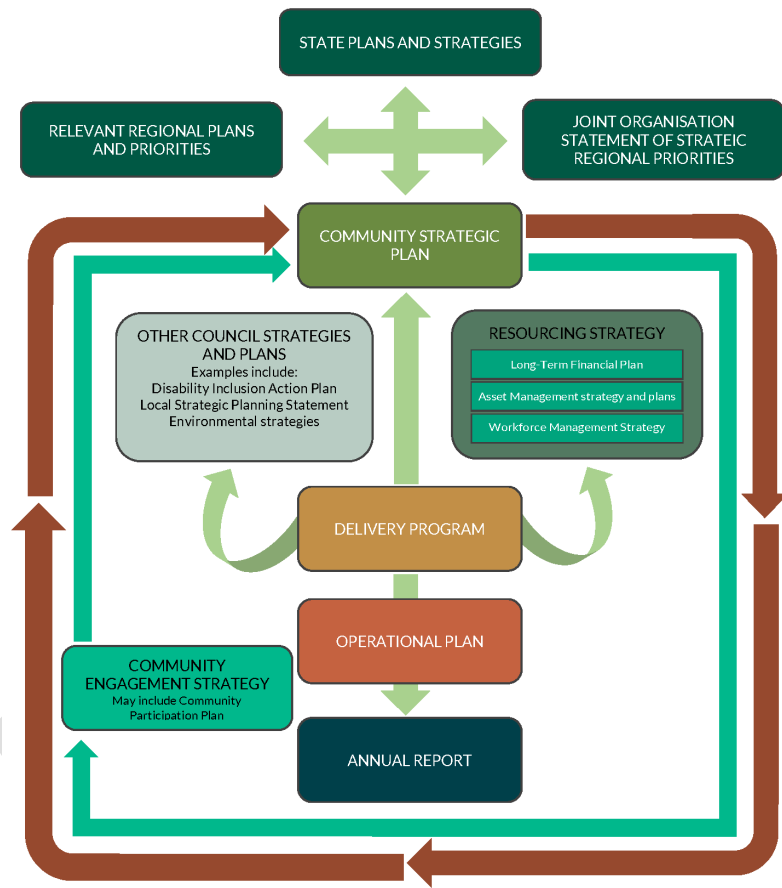 STATE PLANS AND STRATEGIES
RELEVANT REGIONAL PLANS
AND PRIORITIES
JOINT ORGANISATION
STATEMENT OF STRATEIC
REGIONAL PRIORITIES
COMMUNITY STRATEGIC
PLAN
OTHER COUNCIL STRATEGIES
AND PLANS
Examples include:
Disability Inclusion Action Plan
Local Strategic Planning Statement
Environmental strategies
RESOURCING STRATEGY
Long-Term Financial Plan
Asset Management strategy and plans
Workforce Management Strategy
DELIVERY PROGRAM
OPERATIONAL PLAN
COMMUNITY
ENGAGEMENT STRATEGY
May include Community
Participation Plan
ANNUAL REPORT